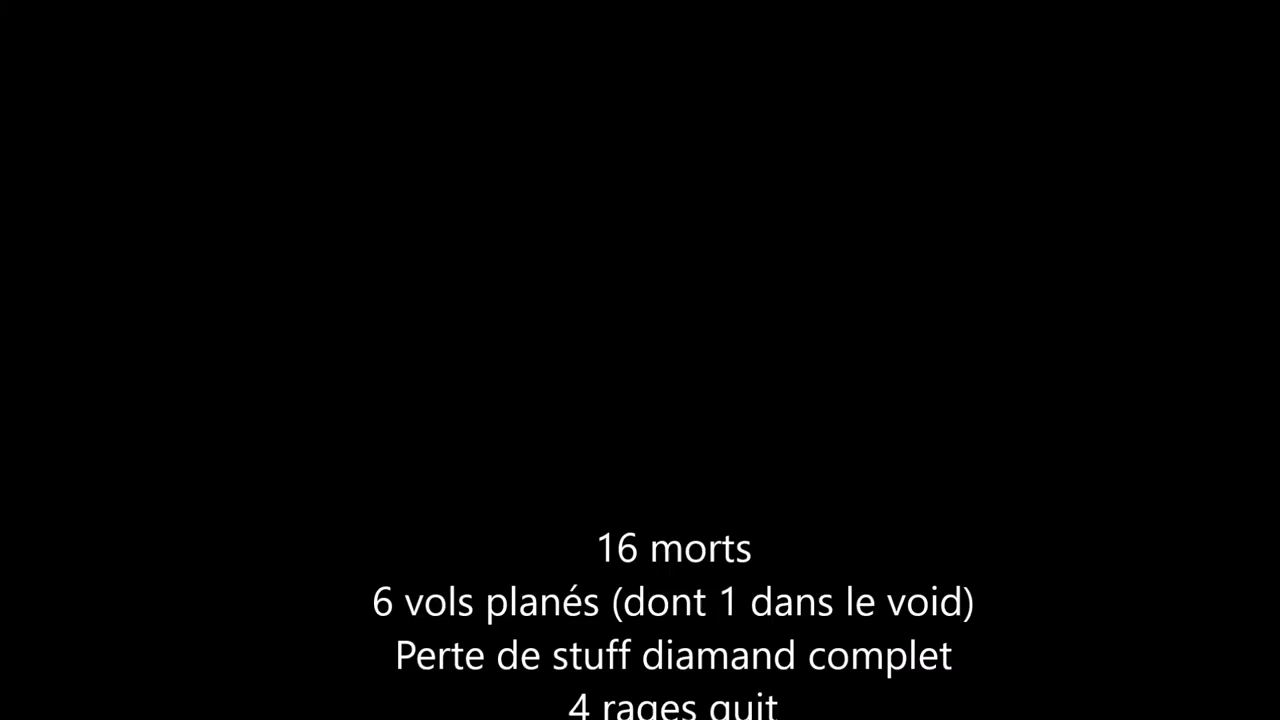 16 morts
6 vols planés (dont 1 dans le void)
Perte de stuff diamand complet
4 rages quit